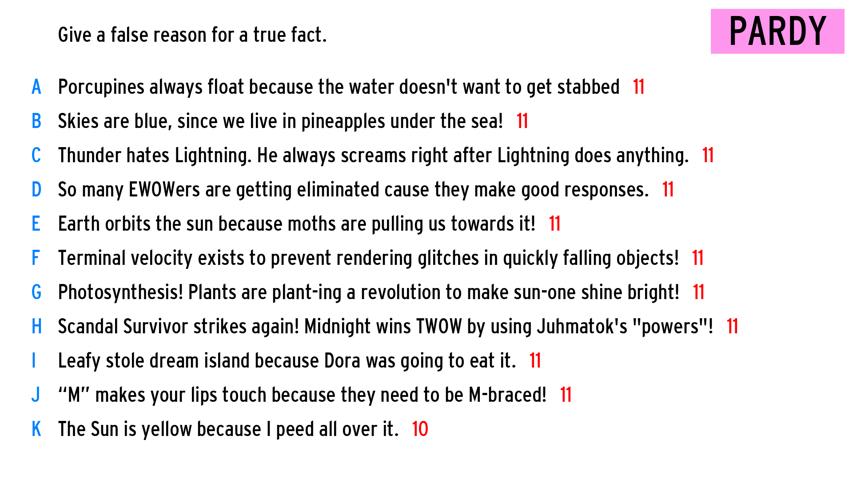 Give a false reason for a true fact.
PARDY
A Porcupines always float because the water doesn't want to get stabbed 11
B Skies are blue, since we live in pineapples under the sea! 11
C Thunder hates Lightning. He always screams right after Lightning does anything. 11
D So many EWOWers are getting eliminated cause they make good responses. 11
E Earth orbits the sun because moths are pulling us towards it! 11
F Terminal velocity exists to prevent rendering glitches in quickly falling objects! 11
G Photosynthesis! Plants are plant-ing a revolution to make sun-one shine bright! 11
H Scandal Survivor strikes again! Midnight wins TWOW by using Juhmatok's "powers"! 11
I Leafy stole dream island because Dora was going to eat it. 11
J “M” makes your lips touch because they need to be M-braced! 11
K The Sun is yellow because I peed all over it. 10